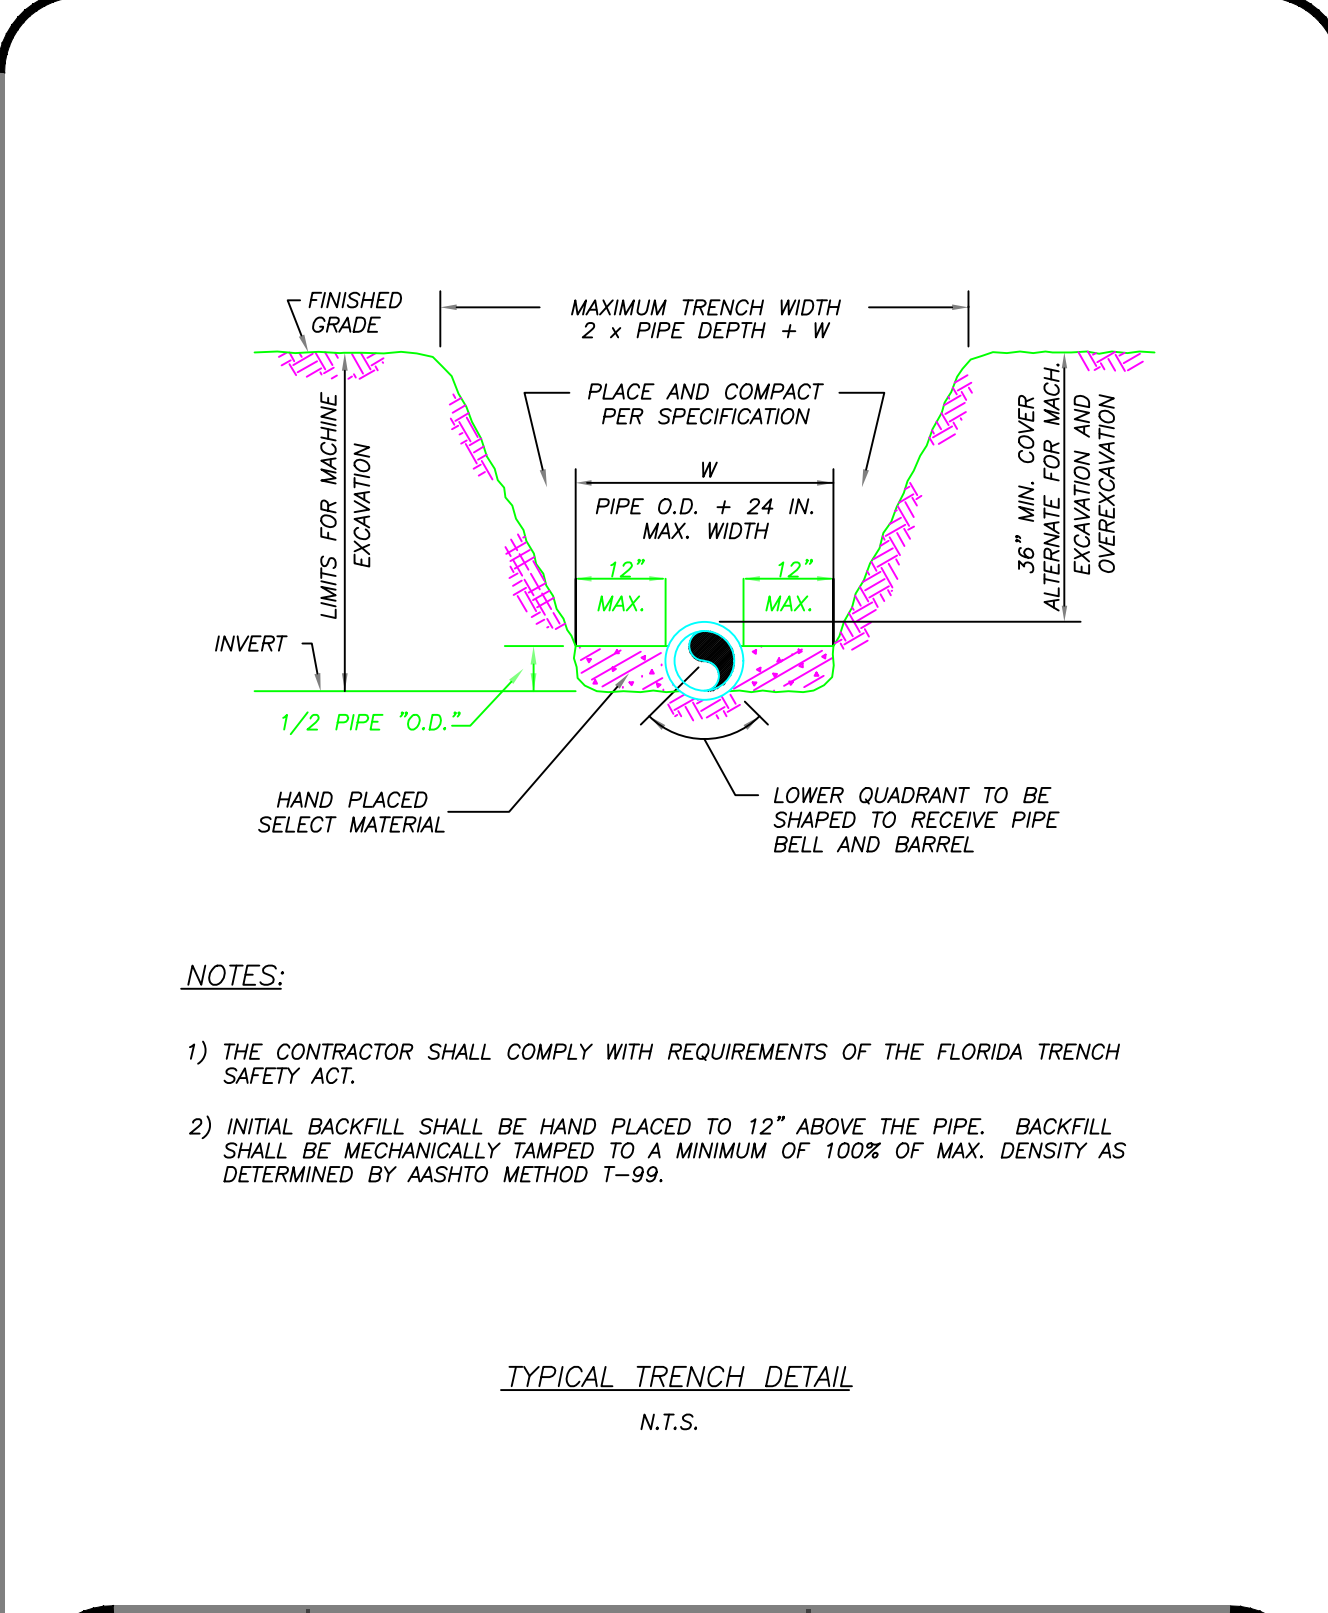 FINISHED
GRADE
MAXIMUM TRENCH WIDTH
2 x PIPE DEPTH + W
PLACE AND COMPACT
PER SPECIFICATION
LIMITS FOR MACHINE
EXCAVATION
W
PIPE O.D. + 24 IN.
MAX. WIDTH
36" MIN. COVER
ALTERNATE FOR MACH.
EXCAVATION AND
OVEREXCAVATION
12"
MAX.
12"
MAX.
INVERT
1/2 PIPE "O.D."
HAND PLACED
SELECT MATERIAL
LOWER QUADRANT TO BE
SHAPED TO RECEIVE PIPE
BELL AND BARREL
NOTES:
1) THE CONTRACTOR SHALL COMPLY WITH REQUIREMENTS OF THE FLORIDA TRENCH
SAFETY ACT.
2) INITIAL BACKFILL SHALL BE HAND PLACED TO 12" ABOVE THE PIPE. BACKFILL
SHALL BE MECHANICALLY TAMPED TO A MINIMUM OF 100% OF MAX. DENSITY AS
DETERMINED BY AASHTO METHOD T-99.
TYPICAL TRENCH DETAIL
N.T.S.